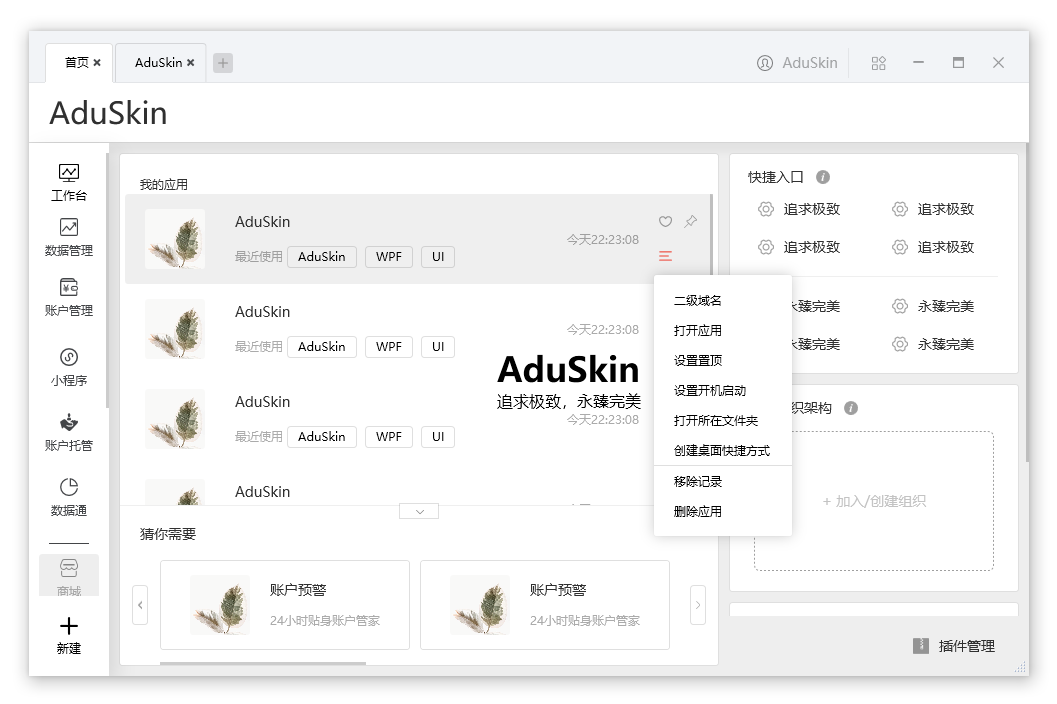 首页
AduSkin
AduSkin
AduSkin
工作台
数据管理
账户管理
小程序
账户托管
数据通
商城
新建
我的应用
AduSkin
今天22:23:08
最近使用 AduSkin WPF UI
AduSkin
今天22:23:08
最近使用 AduSkin WPF UI
AduSkin
追求极致，永臻完美
AduSkin
今天22:23:08
最近使用 AduSkin WPF UI
AduSkin
二级域名
打开应用
设置置顶
设置开机启动
打开所在文件夹
创建桌面快捷方式
移除记录
删除应用
猜你需要
账户预警
24小时贴身账户管家
账户预警
24小时贴身账户管家
快捷入口
追求极致 追求极致
追求极致 追求极致
永臻完美 永臻完美
永臻完美 永臻完美
织架构
+ 加入/创建组织
插件管理